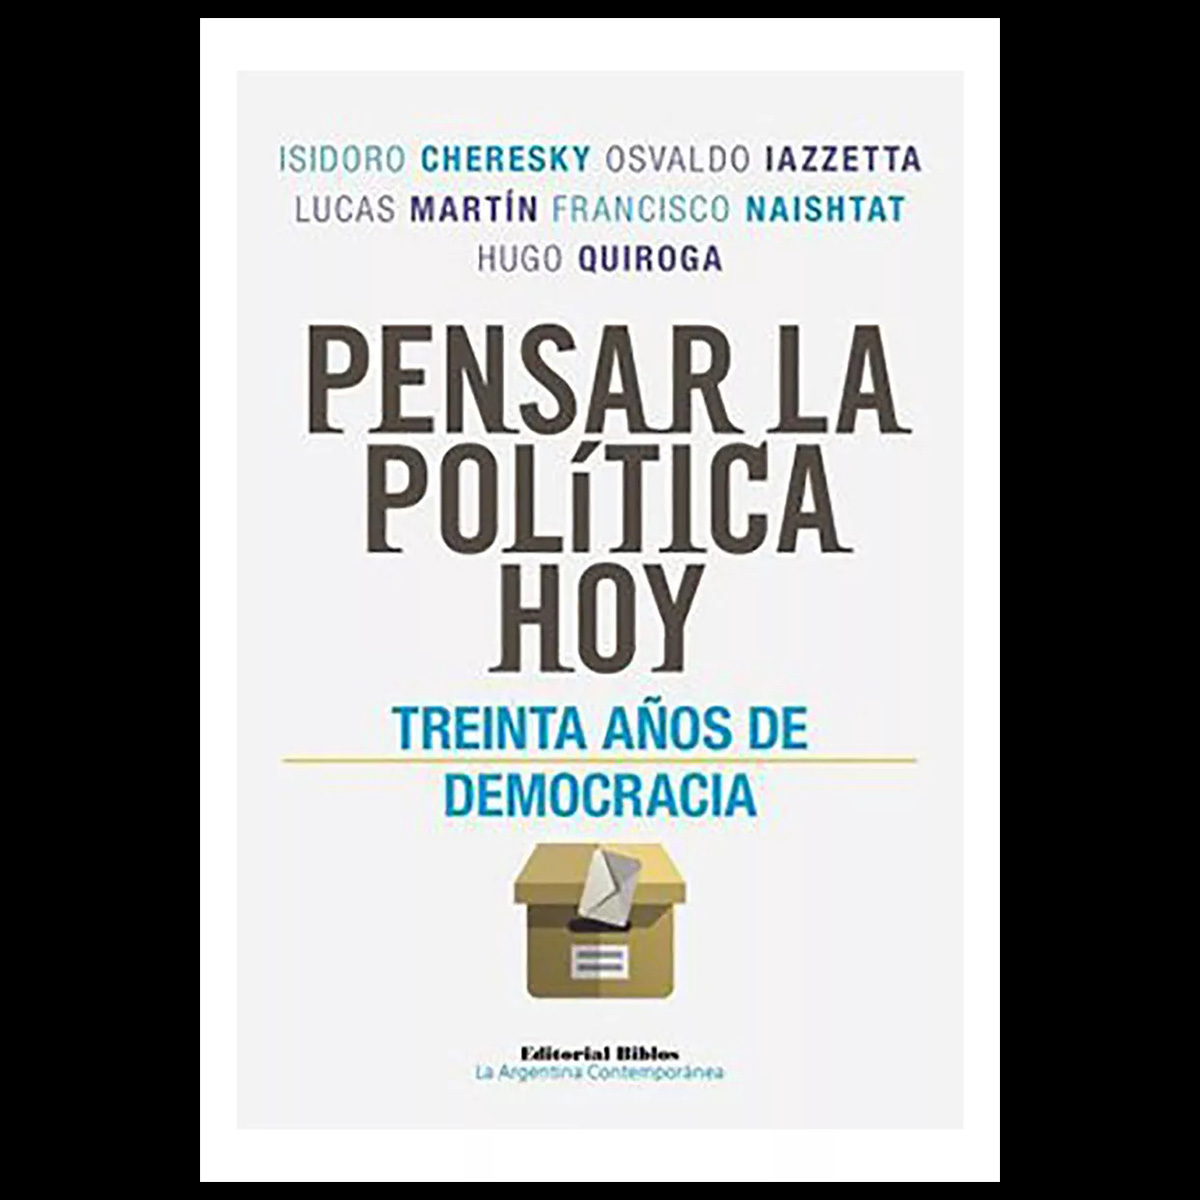 ISIDORO CHERESKY OSVALDO IAZZETTA
LUCAS MARTÍN FRANCISCO NAISHTAT
HUGO QUIROGA
PENSAR LA
POLíTICA
HOY
TREINTA AÑOS DE
DEMOCRACIA
Editorial Biblos
La Argentina Contemporánea